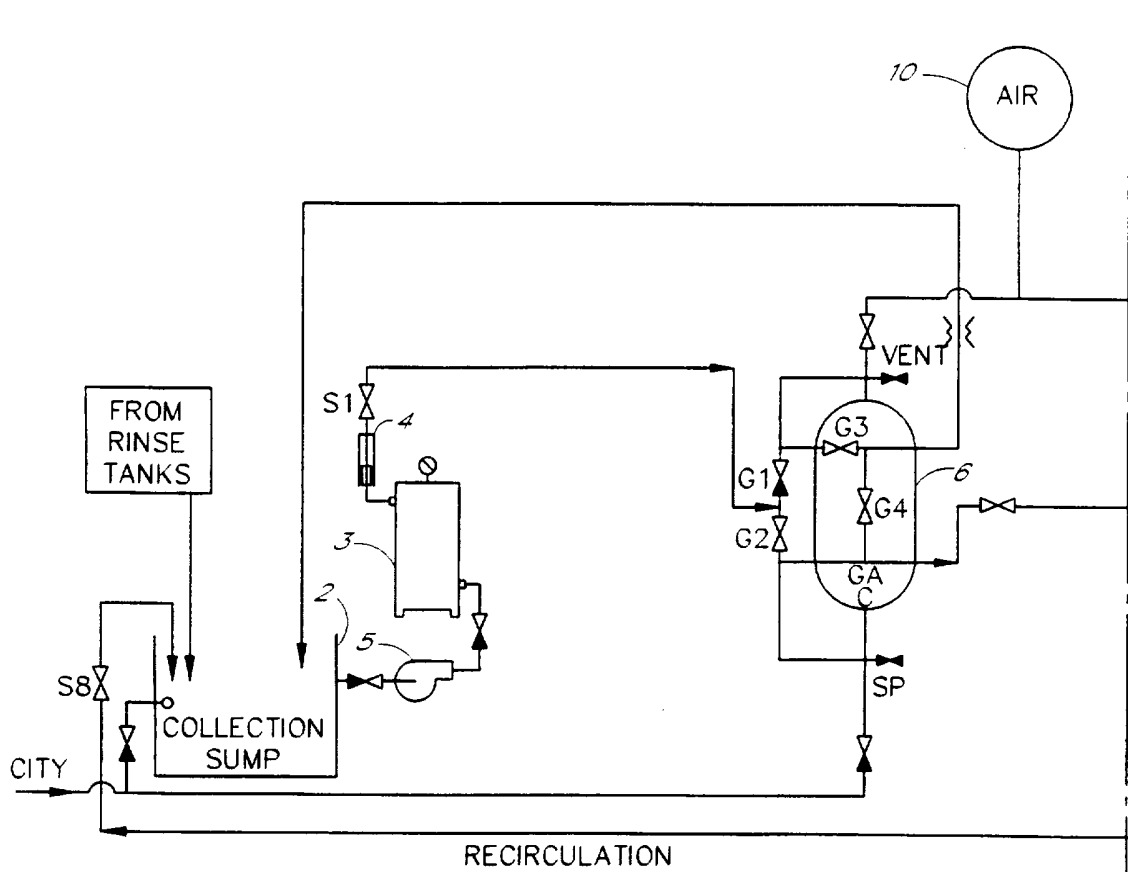 10
AIR
VENT
S1
4
FROM
RINSE
TANKS
G3
G1
6
G4
G2
3
GA
C
2
5
S8
SP
COLLECTION
SUMP
CITY
RECIRCULATION